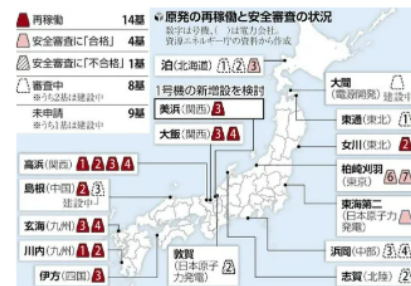 再稼働 14基
安全審査に「合格」 4基
安全審査に「不合格」 1基
審査中 8基
※うち2基は建設中
未申請 9基
※うち1基は建設中
原発の再稼働と安全審査の状況
数字は号機、( )は電力会社。
資源エネルギー庁の資料から作成
泊(北海道) 1 2 3
1号機の新増設を検討
美浜(関西) 3
大飯(関西) 3 4
高浜(関西) 1 2 3 4
島根(中国) 2 3
建設中
玄海(九州) 3 4
川内(九州) 1 2
伊方(四国) 3
敦賀
(日本原子力発電) 2
大間
(電源開発) 建設中
東通(東北) 1
女川(東北) 2
柏崎刈羽
(東京) 6 7
東海第二
(日本原子力発電)
浜岡(中部) 3 4
志賀(北陸) 2